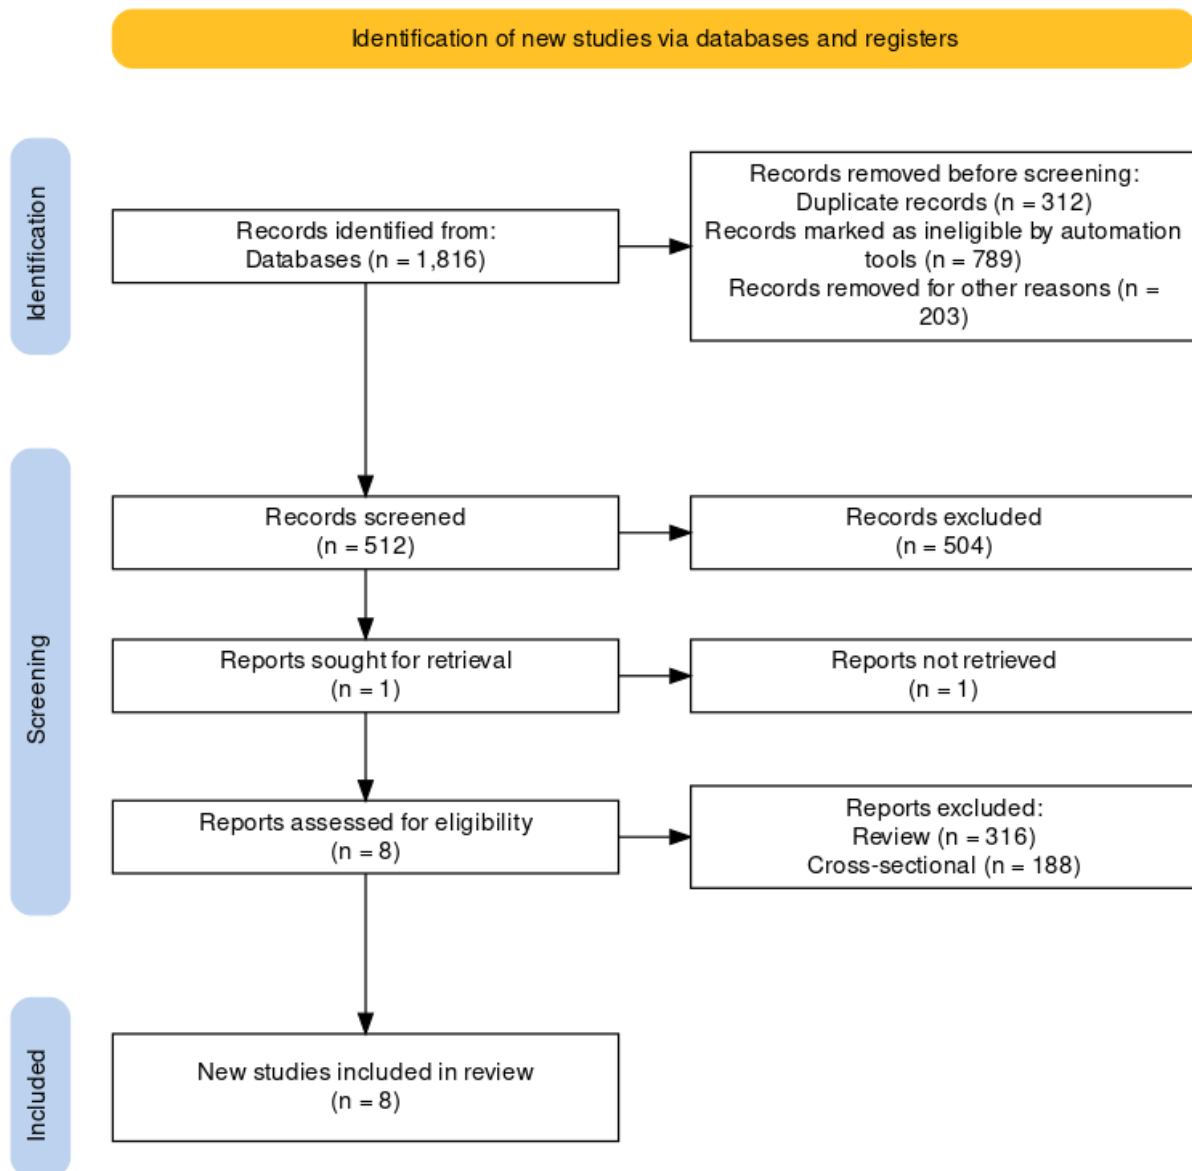 Identification of new studies via databases and registers
Identification
Records identified from:
Databases (n = 1,816)
Records removed before screening:
Duplicate records (n = 312)
Records marked as ineligible by automation
tools (n = 789)
Records removed for other reasons (n =
203)
Screening
Records screened
(n = 512)
Records excluded
(n = 504)
Reports sought for retrieval
(n = 1)
Reports not retrieved
(n = 1)
Reports assessed for eligibility
(n = 8)
Reports excluded:
Review (n = 316)
Cross-sectional (n = 188)
Included
New studies included in review
(n = 8)